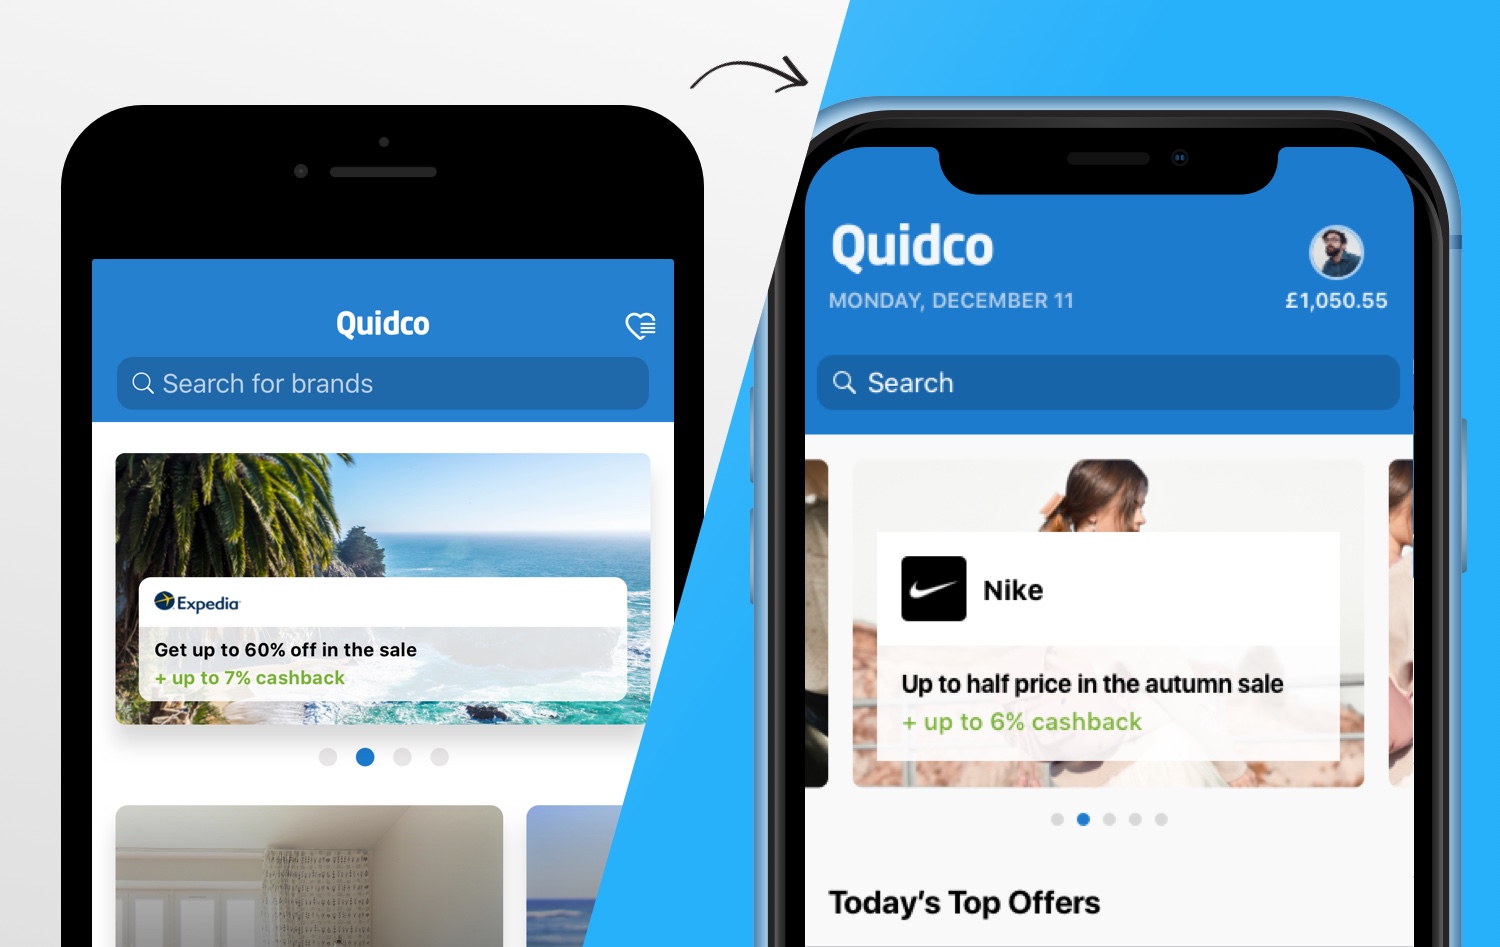 Quidco
Search for brands
Expedia
Get up to 60% off in the sale
+ up to 7% cashback
Quidco
MONDAY, DECEMBER 11
£1,050.55
Search
Nike
Up to half price in the autumn sale
+ up to 6% cashback
Today's Top Offers